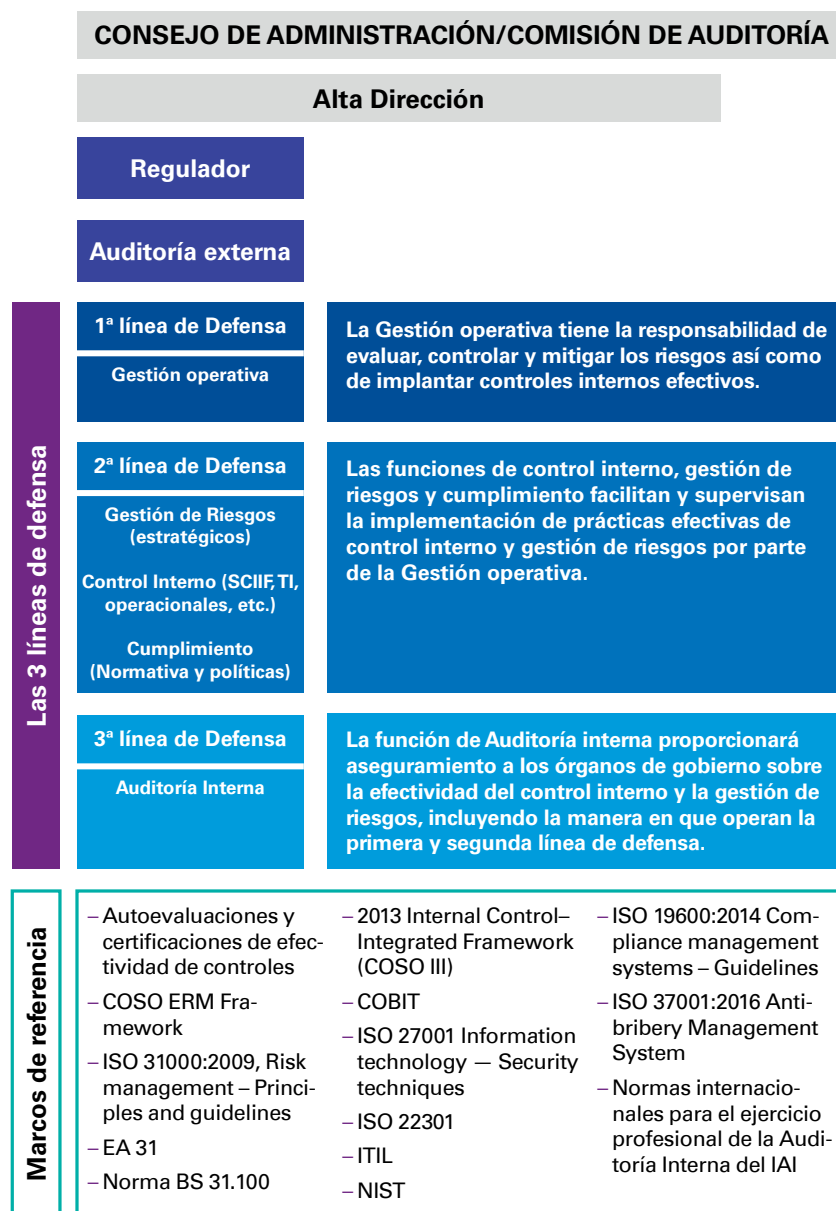 CONSEJO DE ADMINISTRACIÓN/COMISIÓN DE AUDITORÍA
Alta Dirección
Regulador
Auditoría externa
Las 3 líneas de defensa
1ª línea de Defensa
Gestión operativa
La Gestión operativa tiene la responsabilidad de
evaluar, controlar y mitigar los riesgos así como
de implantar controles internos efectivos.
2ª línea de Defensa
Gestión de Riesgos
(estratégicos)
Control Interno (SCIIF, TI,
operacionales, etc.)
Cumplimiento
(Normativa y políticas)
Las funciones de control interno, gestión de
riesgos y cumplimiento facilitan y supervisan
la implementación de prácticas efectivas de
control interno y gestión de riesgos por parte
de la Gestión operativa.
3ª línea de Defensa
Auditoría Interna
La función de Auditoría interna proporcionará
aseguramiento a los órganos de gobierno sobre
la efectividad del control interno y la gestión de
riesgos, incluyendo la manera en que operan la
primera y segunda línea de defensa.
Marcos de referencia
– Autoevaluaciones y
certificaciones de efec-
tividad de controles
– COSO ERM Fra-
mework
– ISO 31000:2009, Risk
management – Princi-
ples and guidelines
– EA 31
– Norma BS 31.100
– 2013 Internal Control–
Integrated Framework
(COSO III)
– COBIT
– ISO 27001 Information
technology — Security
techniques
– ISO 22301
– ITIL
– NIST
– ISO 19600:2014 Com-
pliance management
systems – Guidelines
– ISO 37001:2016 Anti-
bribery Management
System
– Normas internacio-
nales para el ejercicio
profesional de la Audi-
toría Interna del IAI